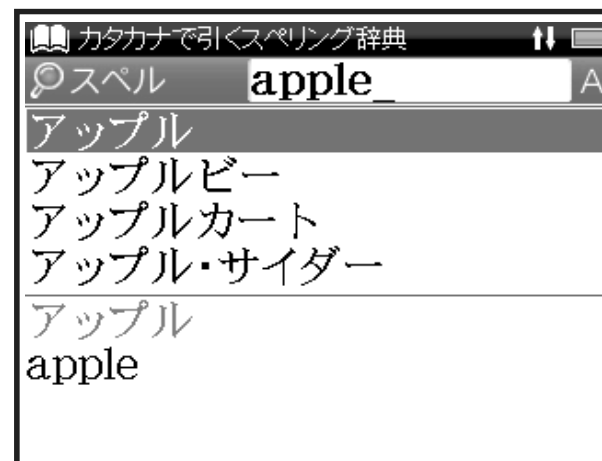 カタカナで引くスペリング辞典
スペル apple_ A
アップル
アップルビー
アップルカート
アップル・サイダー
アップル
apple